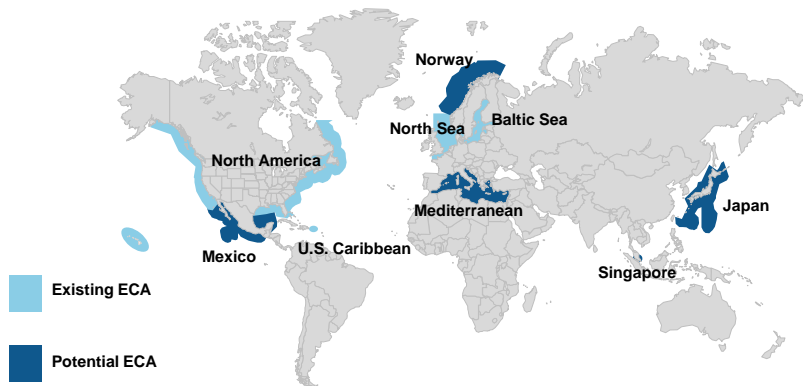 Norway
North Sea
Baltic Sea
North America
Mediterranean
Japan
Mexico
U.S. Caribbean
Singapore
Existing ECA
Potential ECA